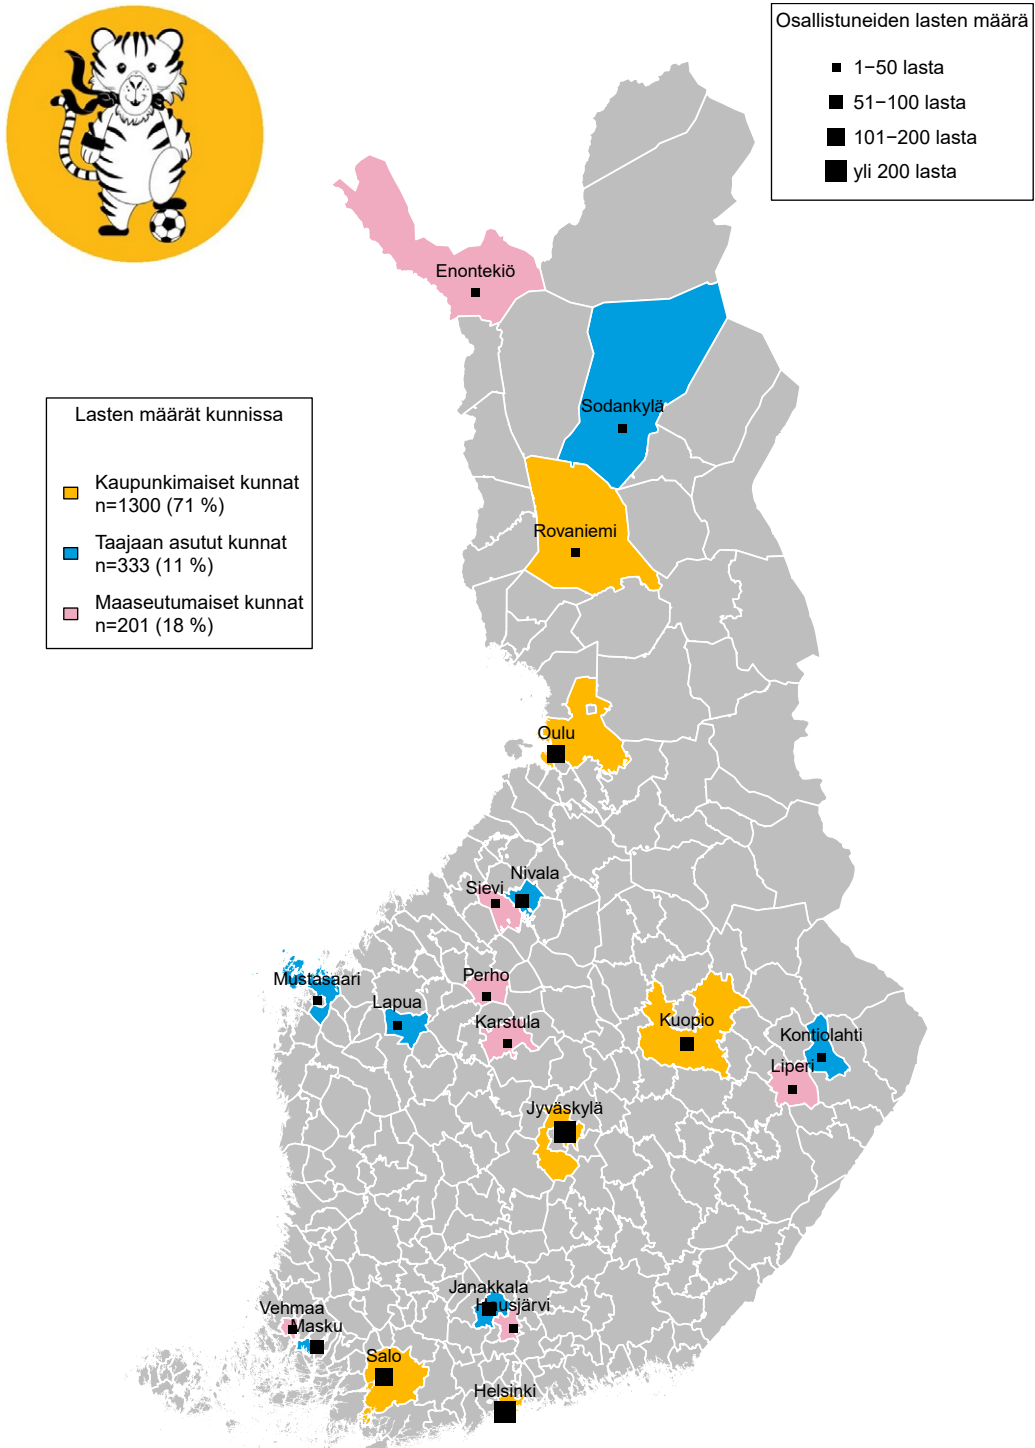 Osallistuneiden lasten määrä
1−50 lasta
51−100 lasta
101−200 lasta
yli 200 lasta
Enontekiö
Sodankylä
Lasten määrät kunnissa
Kaupunkimaiset kunnat
n=1300 (71 %)
Taajaan asutut kunnat
n=333 (11 %)
Maaseutumaiset kunnat
n=201 (18 %)
Rovaniemi
Oulu
Nivala
Sievi
Mustasaari
Perho
Lapua
Karstula
Kuopio
Kontiolahti
Liperi
Jyväskylä
Janakkala
Hausjärvi
Vehmaa
Masku
Salo
Helsinki